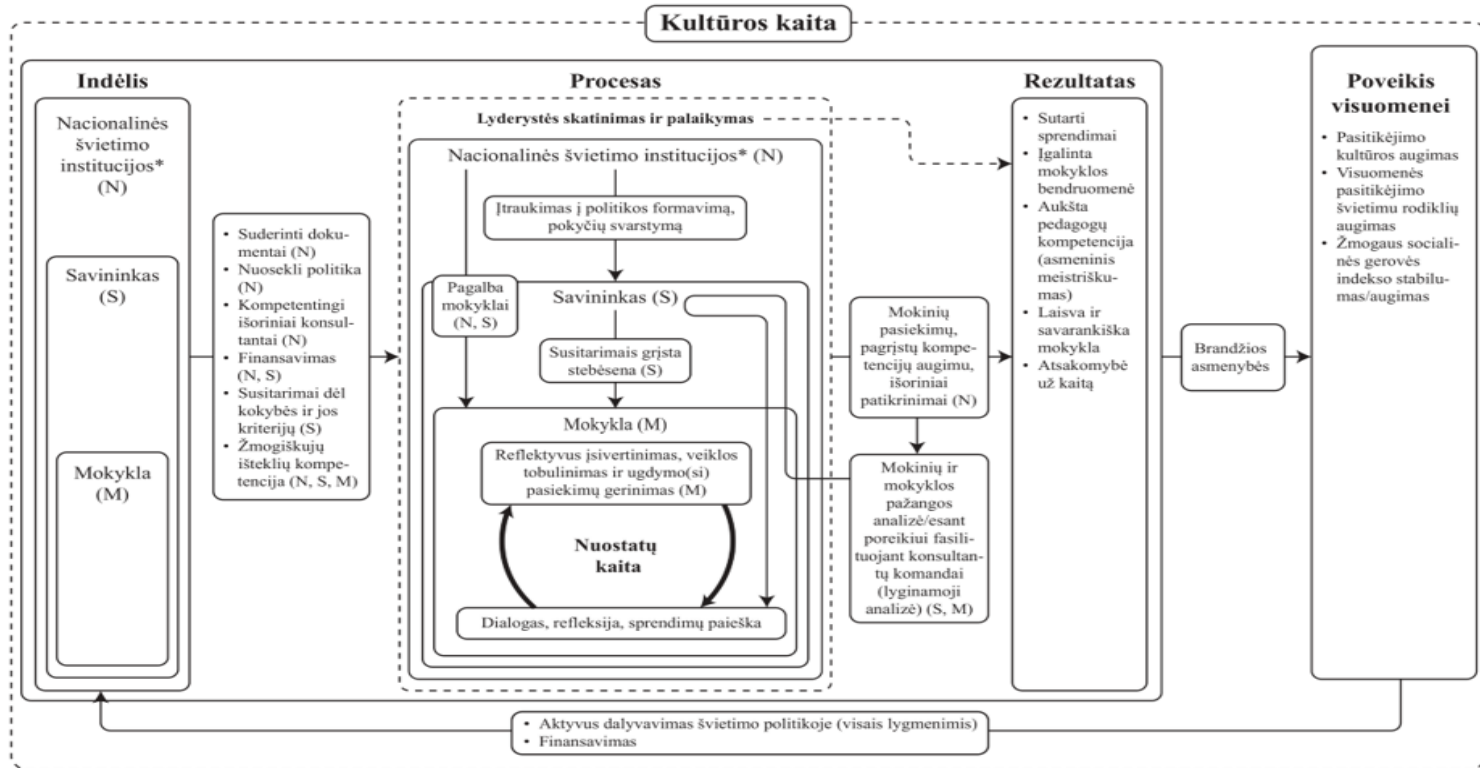 Kultūros kaita
Indėlis
Nacionalinės
švietimo
institucijos*
(N)
Savininkas
(S)
Mokykla
(M)
• Suderinti doku-
mentai (N)
• Nuosekli politika
(N)
• Kompetentingi
išoriniai konsul-
tantai (N)
• Finansavimas
(N, S)
• Susitarimai dėl
kokybės ir jos
kriterijų (S)
• Žmogiškųjų
išteklių kompe-
tencija (N, S, M)
Procesas
Lyderystės skatinimas ir palaikymas
Nacionalinės švietimo institucijos* (N)
Įtraukimas į politikos formavimą,
pokyčių svarstymą
Pagalba
mokyklai
(N, S)
Savininkas (S)
Susitarimais grįsta
stebėsena (S)
Mokykla (M)
Reflektyvus įsivertinimas, veiklos
tobulinimas ir ugdymo(si)
pasiekimų gerinimas (M)
Nuostatų
kaita
Dialogas, refleksija, sprendimų paieška
Mokinių
pasiekimų,
pagrįstų kompe-
tencijų augimu,
išoriniai
patikrinimai (N)
Mokinių ir
mokyklos
pažangos
analizė/esant
poreikiui fasili-
tuojant konsultan-
tų komandai
(lyginamoji
analizė) (S, M)
Rezultatas
• Sutarti
sprendimai
• Įgalinta
mokyklos
bendruomenė
• Aukšta
pedagogų
kompetencija
(asmeninis
meistrišku-
mas)
• Laisva ir
savarankiška
mokykla
• Atsakomybė
už kaitą
Brandžios
asmenybės
Poveikis
visuomenei
• Pasitikėjimo
kultūros augimas
• Visuomenės
pasitikėjimo
švietimu rodiklių
augimas
• Žmogaus sociali-
nės gerovės
indekso stabilu-
mas/augimas
• Aktyvus dalyvavimas švietimo politikoje (visais lygmenimis)
• Finansavimas